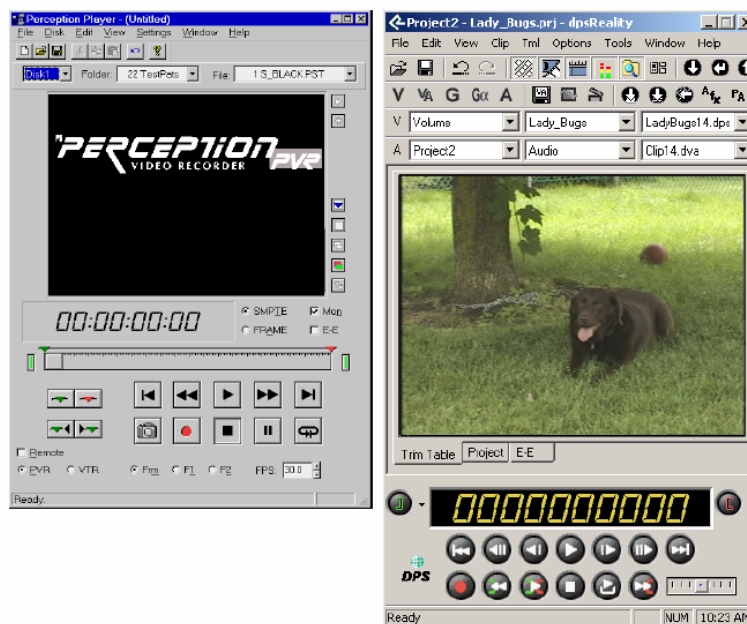 Perception Player - (Untitled)
File Disk Edit View Settings Window Help
Disk1 Folder: 22 TestPats File: 1 S_BLACK.PST
PERCEPTION PVR
VIDEO RECORDER
00:00:00:00
SMPTE Mon
FRAME E-E
Remote
PVR VTR Frm F1 F2 FPS: 30.0
Ready.
Project2 - Lady_Bugs.prj - dpsReality
File Edit View Clip Tml Options Tools Window Help
V VA G Gα A Afx PA
V Volume Lady_Bugs LadyBugs14.dps
A Project2 Audio Clip14.dva
Trim Table Project E-E
J 0000000000 L
DPS
Ready NUM 10:23 AM